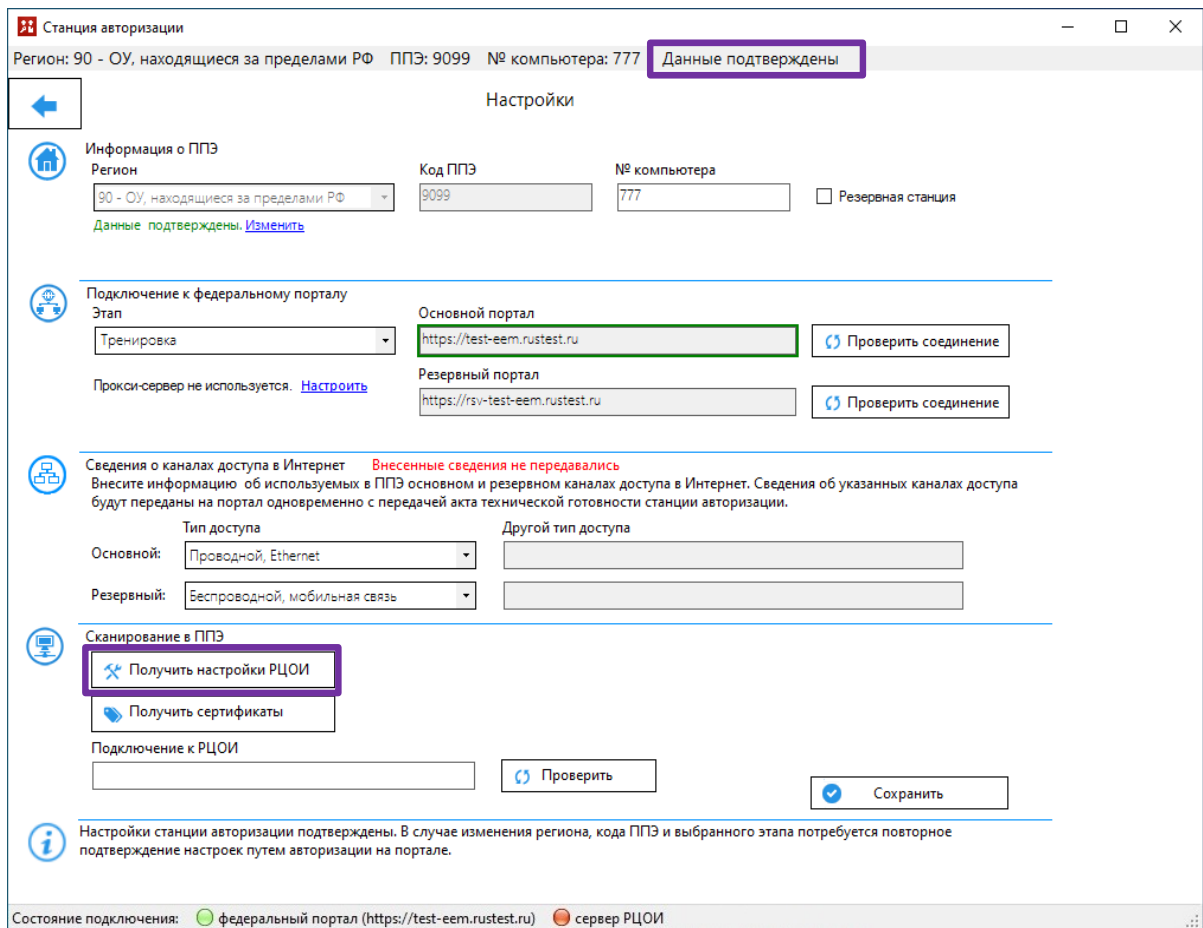 Станция авторизации
Регион: 90 - ОУ, находящиеся за пределами РФ ППЭ: 9099 № компьютера: 777 Данные подтверждены
Настройки
Информация о ППЭ
Регион Код ППЭ № компьютера
90 - ОУ, находящиеся за пределами РФ 9099 777 Резервная станция
Данные подтверждены. Изменить
Подключение к федеральному порталу
Этап Основной портал
Тренировка https://test-eem.rustest.ru Проверить соединение
Резервный портал
Прокси-сервер не используется. Настроить
https://rsv-test-eem.rustest.ru Проверить соединение
Сведения о каналах доступа в Интернет Внесенные сведения не передавались
Внесите информацию об используемых в ППЭ основном и резервном каналах доступа в Интернет. Сведения об указанных каналах доступа
будут переданы на портал одновременно с передачей акта технической готовности станции авторизации.
Тип доступа Другой тип доступа
Основной: Проводной, Ethernet
Резервный: Беспроводной, мобильная связь
Сканирование в ППЭ
Получить настройки РЦОИ
Получить сертификаты
Подключение к РЦОИ
Проверить
Сохранить
Настройки станции авторизации подтверждены. В случае изменения региона, кода ППЭ и выбранного этапа потребуется повторное
подтверждение настроек путем авторизации на портале.
Состояние подключения: федеральный портал (https://test-eem.rustest.ru) сервер РЦОИ